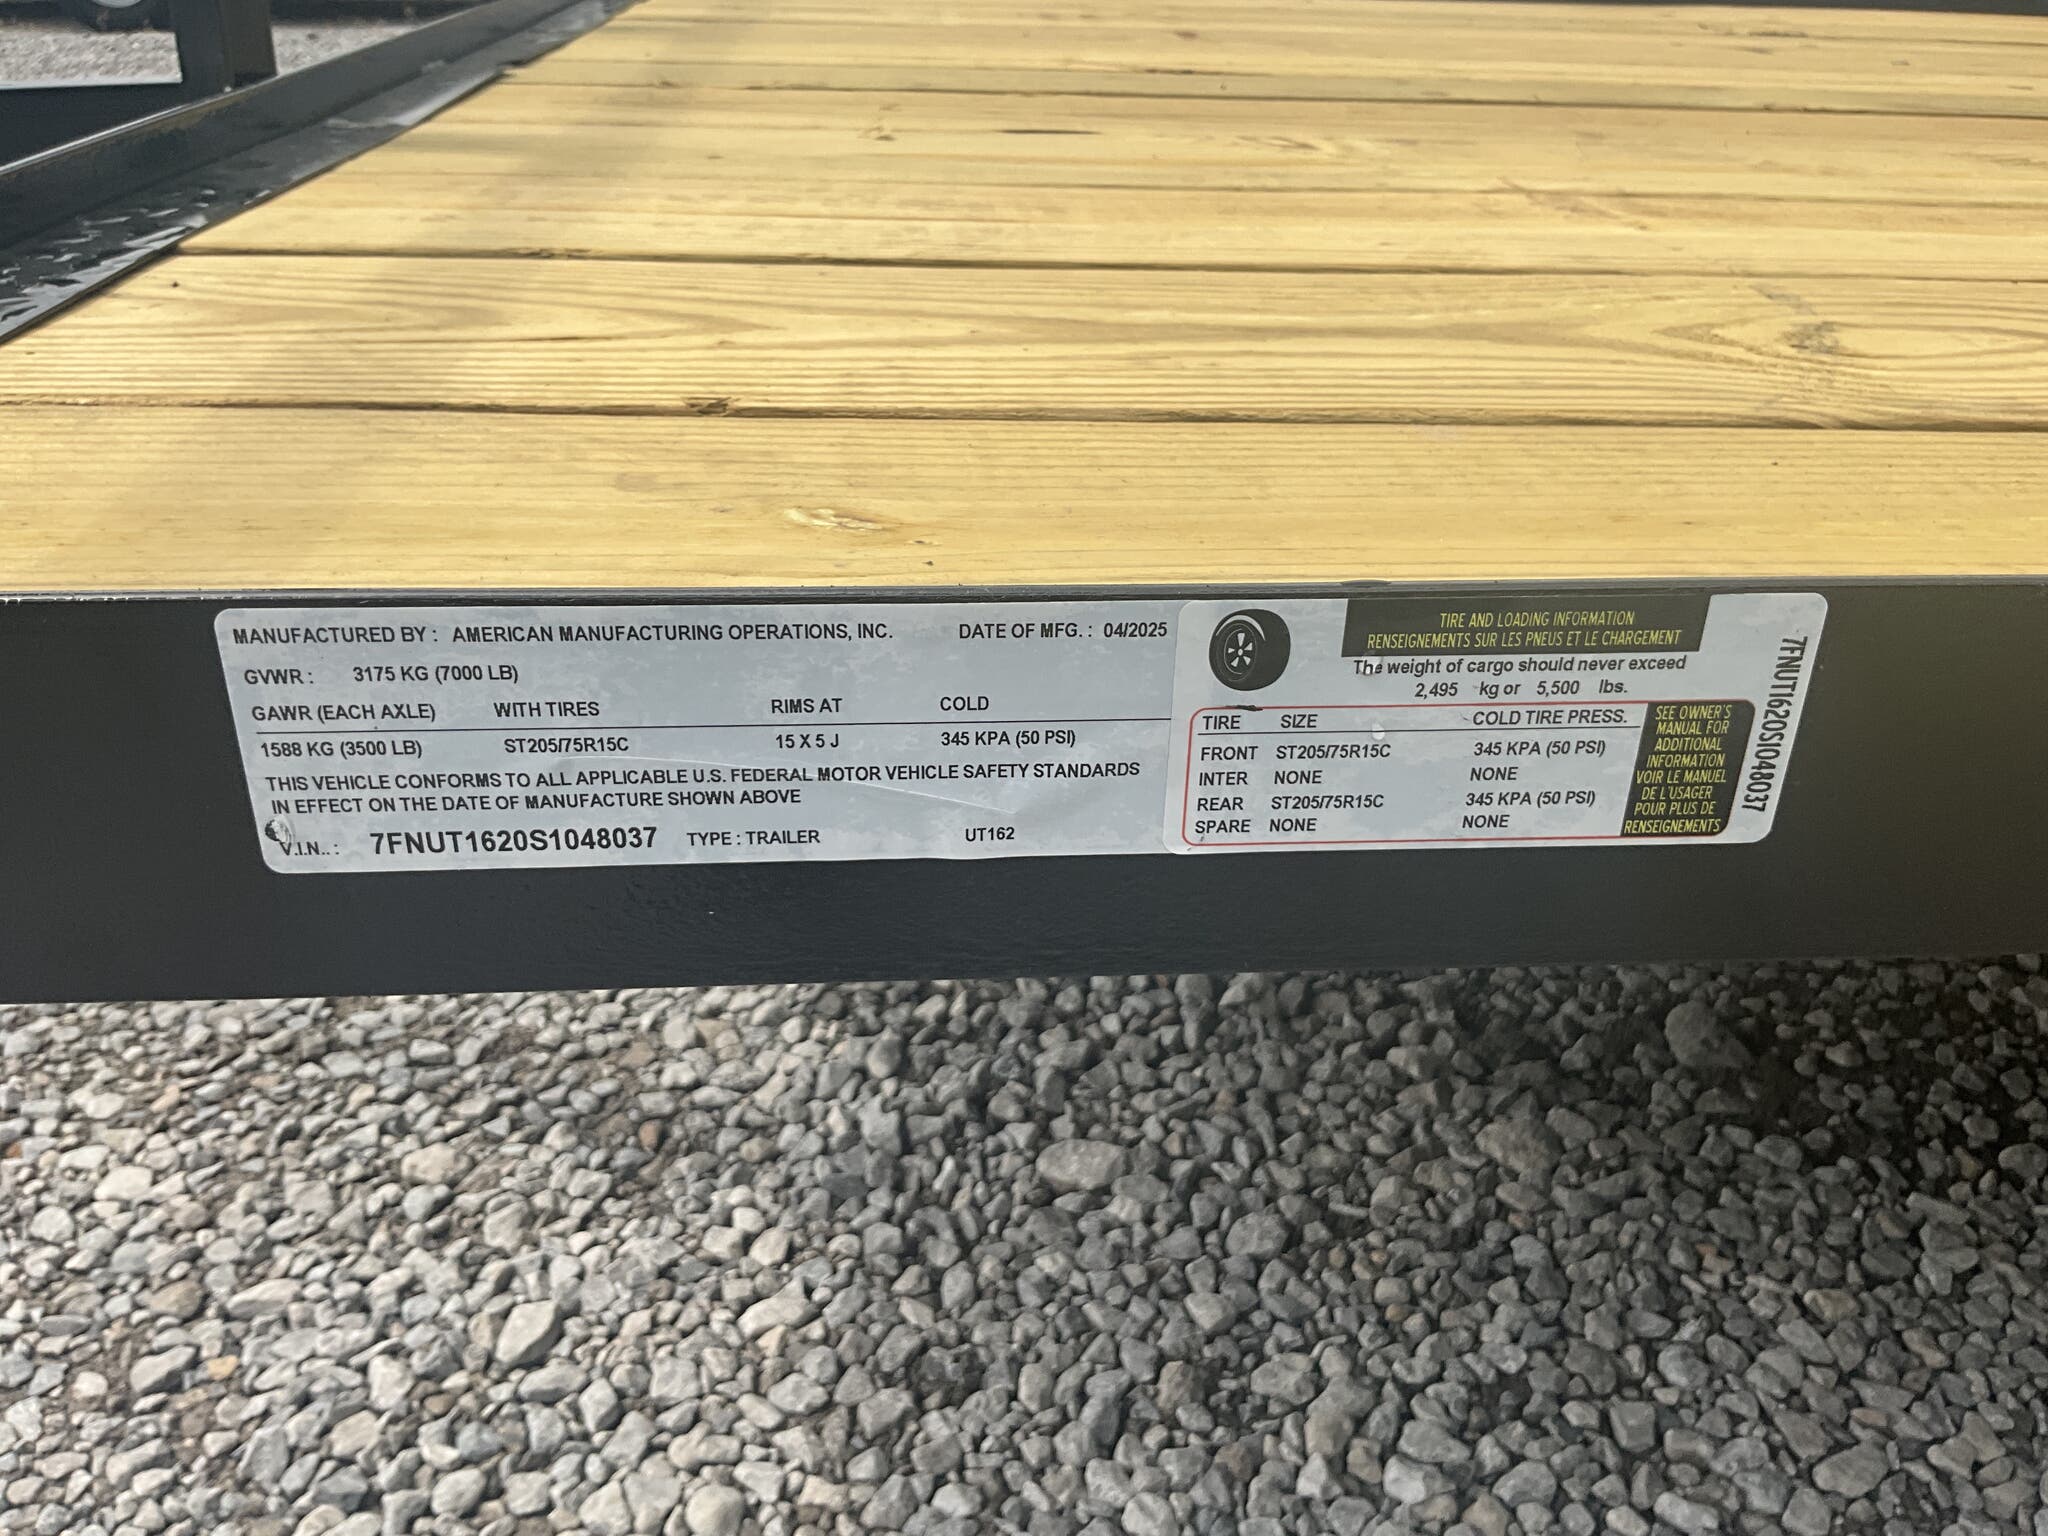 MANUFACTURED BY : AMERICAN MANUFACTURING OPERATIONS, INC. DATE OF MFG. : 04/2025
GVWR : 3175 KG (7000 LB)
GAWR (EACH AXLE) WITH TIRES RIMS AT COLD
1588 KG (3500 LB) ST205/75R15C 15 X 5 J 345 KPA (50 PSI)
THIS VEHICLE CONFORMS TO ALL APPLICABLE U.S. FEDERAL MOTOR VEHICLE SAFETY STANDARDS
IN EFFECT ON THE DATE OF MANUFACTURE SHOWN ABOVE
V.I.N.. : 7FNUT1620S1048037 TYPE : TRAILER UT162
TIRE AND LOADING INFORMATION
RENSEIGNEMENTS SUR LES PNEUS ET LE CHARGEMENT
The weight of cargo should never exceed
2,495 kg or 5,500 lbs.
TIRE SIZE COLD TIRE PRESS.
FRONT ST205/75R15C 345 KPA (50 PSI)
INTER NONE NONE
REAR ST205/75R15C 345 KPA (50 PSI)
SPARE NONE NONE
SEE OWNER'S
MANUAL FOR
ADDITIONAL
INFORMATION
VOIR LE MANUEL
DE L'USAGER
POUR PLUS DE
RENSEIGNEMENTS
7FNUT1620S1048037